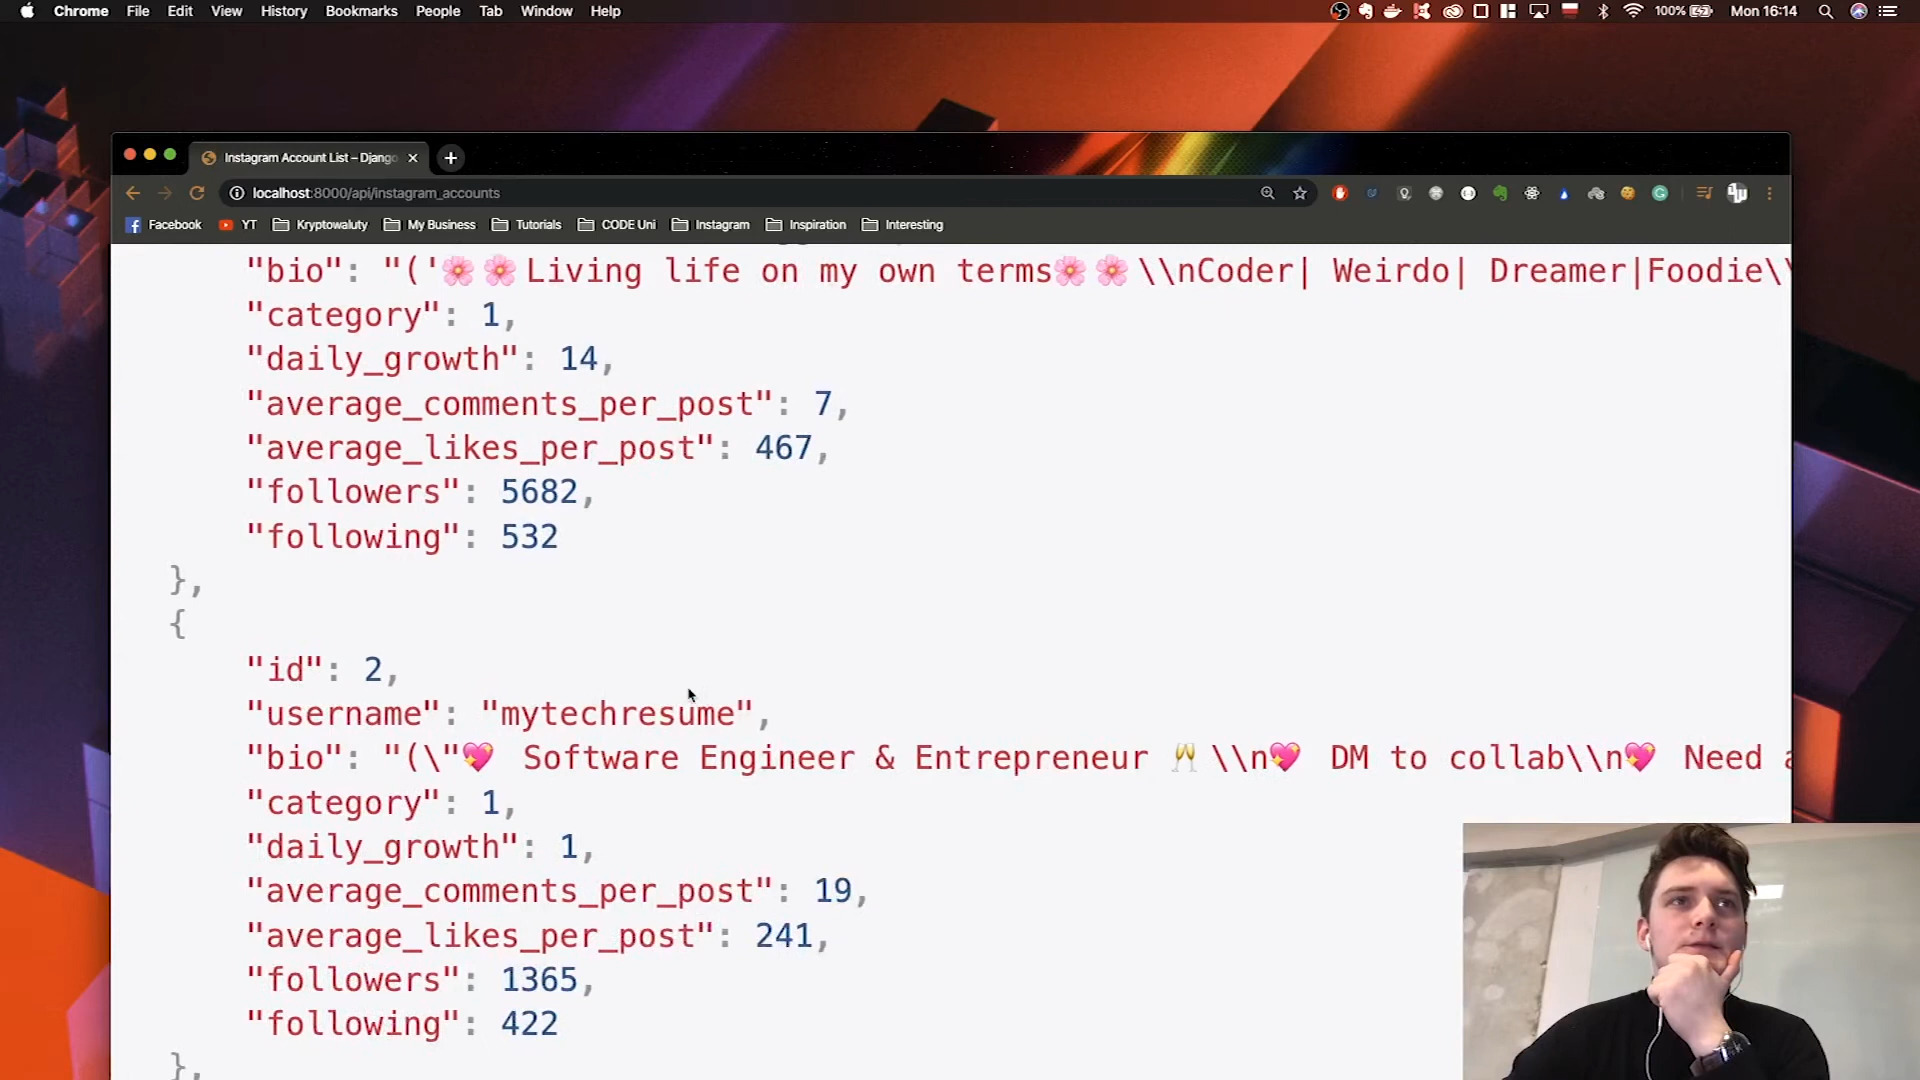 Chrome File Edit View History Bookmarks People Tab Window Help 100% Mon 16:14
Instagram Account List – Django
localhost:8000/api/instagram_accounts
Facebook YT Kryptowaluty My Business Tutorials CODE Uni Instagram Inspiration Interesting
"bio": "('🌸🌸Living life on my own terms🌸🌸\\nCoder| Weirdo| Dreamer|Foodie\
"category": 1,
"daily_growth": 14,
"average_comments_per_post": 7,
"average_likes_per_post": 467,
"followers": 5682,
"following": 532
},
{
"id": 2,
"username": "mytechresume",
"bio": "(\"💖 Software Engineer & Entrepreneur 🥂\\n💖 DM to collab\\n💖 Need
"category": 1,
"daily_growth": 1,
"average_comments_per_post": 19,
"average_likes_per_post": 241,
"followers": 1365,
"following": 422
},